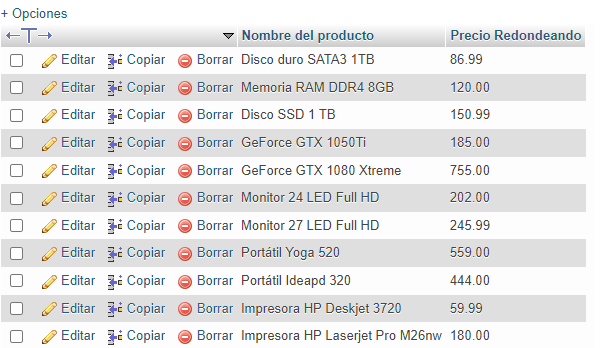 + Opciones
Nombre del producto Precio Redondeando
Editar Copiar Borrar Disco duro SATA3 1TB 86.99
Editar Copiar Borrar Memoria RAM DDR4 8GB 120.00
Editar Copiar Borrar Disco SSD 1 TB 150.99
Editar Copiar Borrar GeForce GTX 1050Ti 185.00
Editar Copiar Borrar GeForce GTX 1080 Xtreme 755.00
Editar Copiar Borrar Monitor 24 LED Full HD 202.00
Editar Copiar Borrar Monitor 27 LED Full HD 245.99
Editar Copiar Borrar Portátil Yoga 520 559.00
Editar Copiar Borrar Portátil Ideapd 320 444.00
Editar Copiar Borrar Impresora HP Deskjet 3720 59.99
Editar Copiar Borrar Impresora HP Laserjet Pro M26nw 180.00